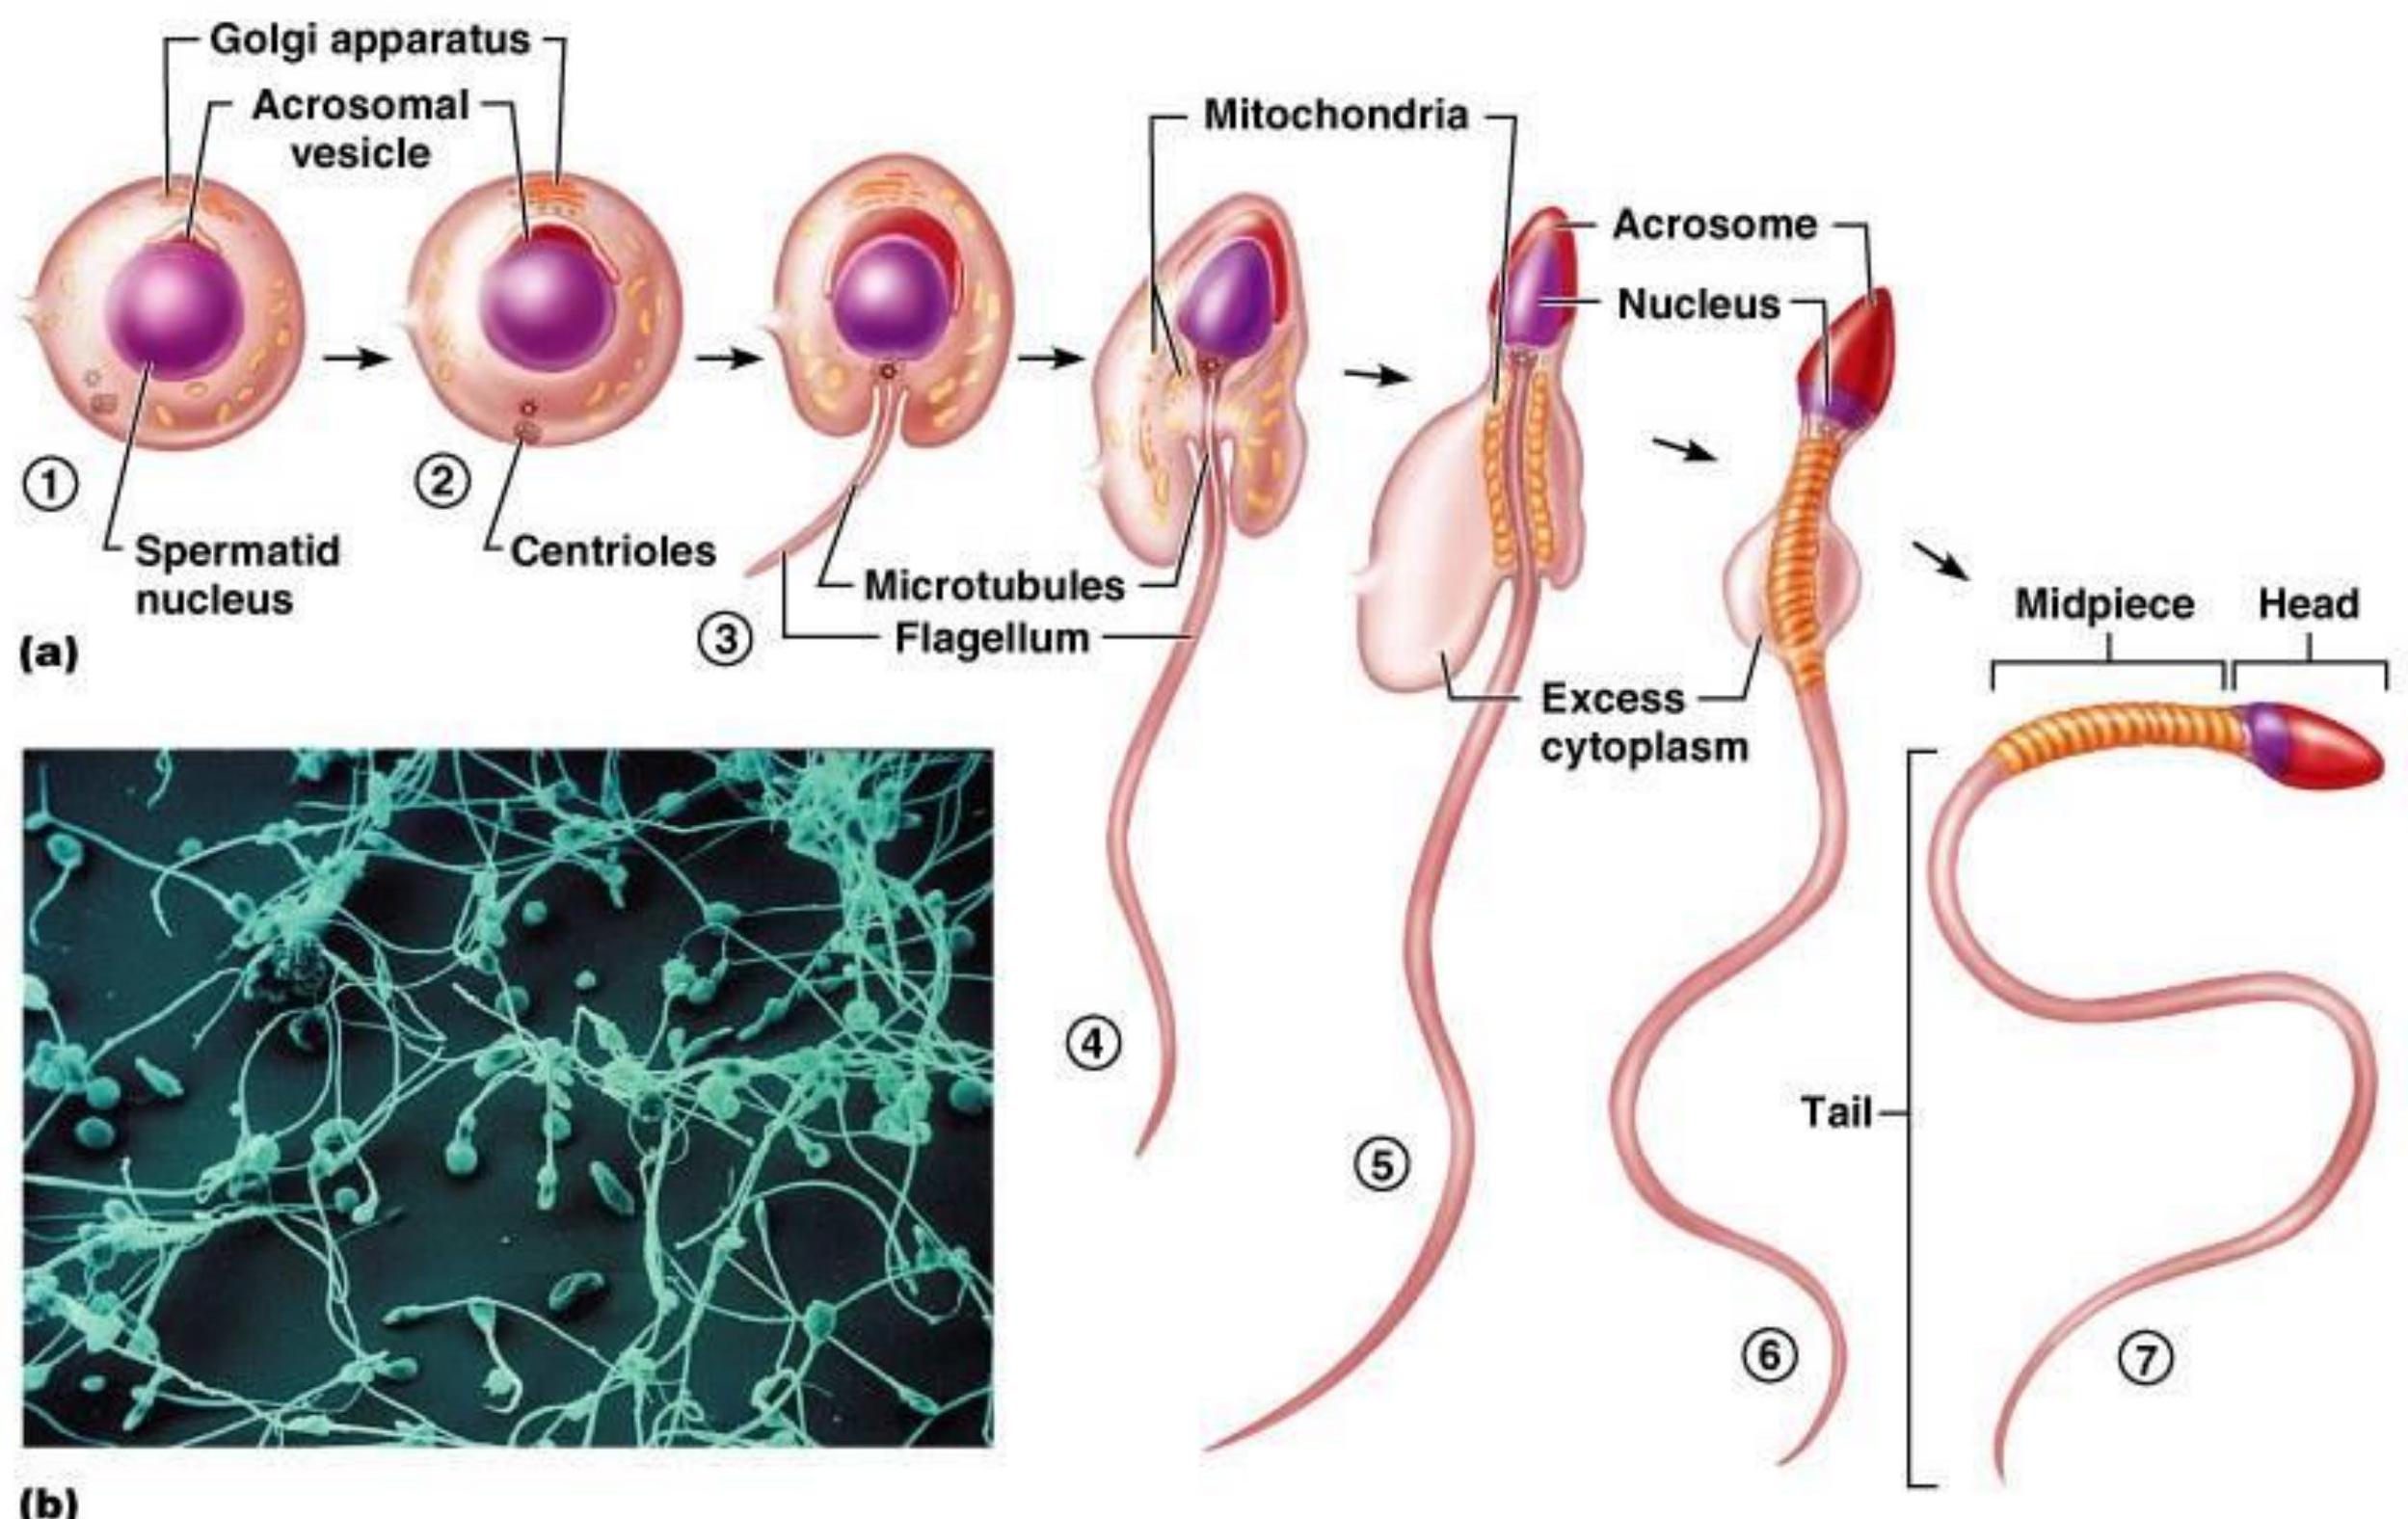 Golgi apparatus
Acrosomal
vesicle
Mitochondria
Acrosome
Nucleus
1
2
Spermatid
nucleus
Centrioles
Microtubules
3
Flagellum
(a)
Midpiece
Head
Excess
cytoplasm
4
Tail
5
6
7
(b)